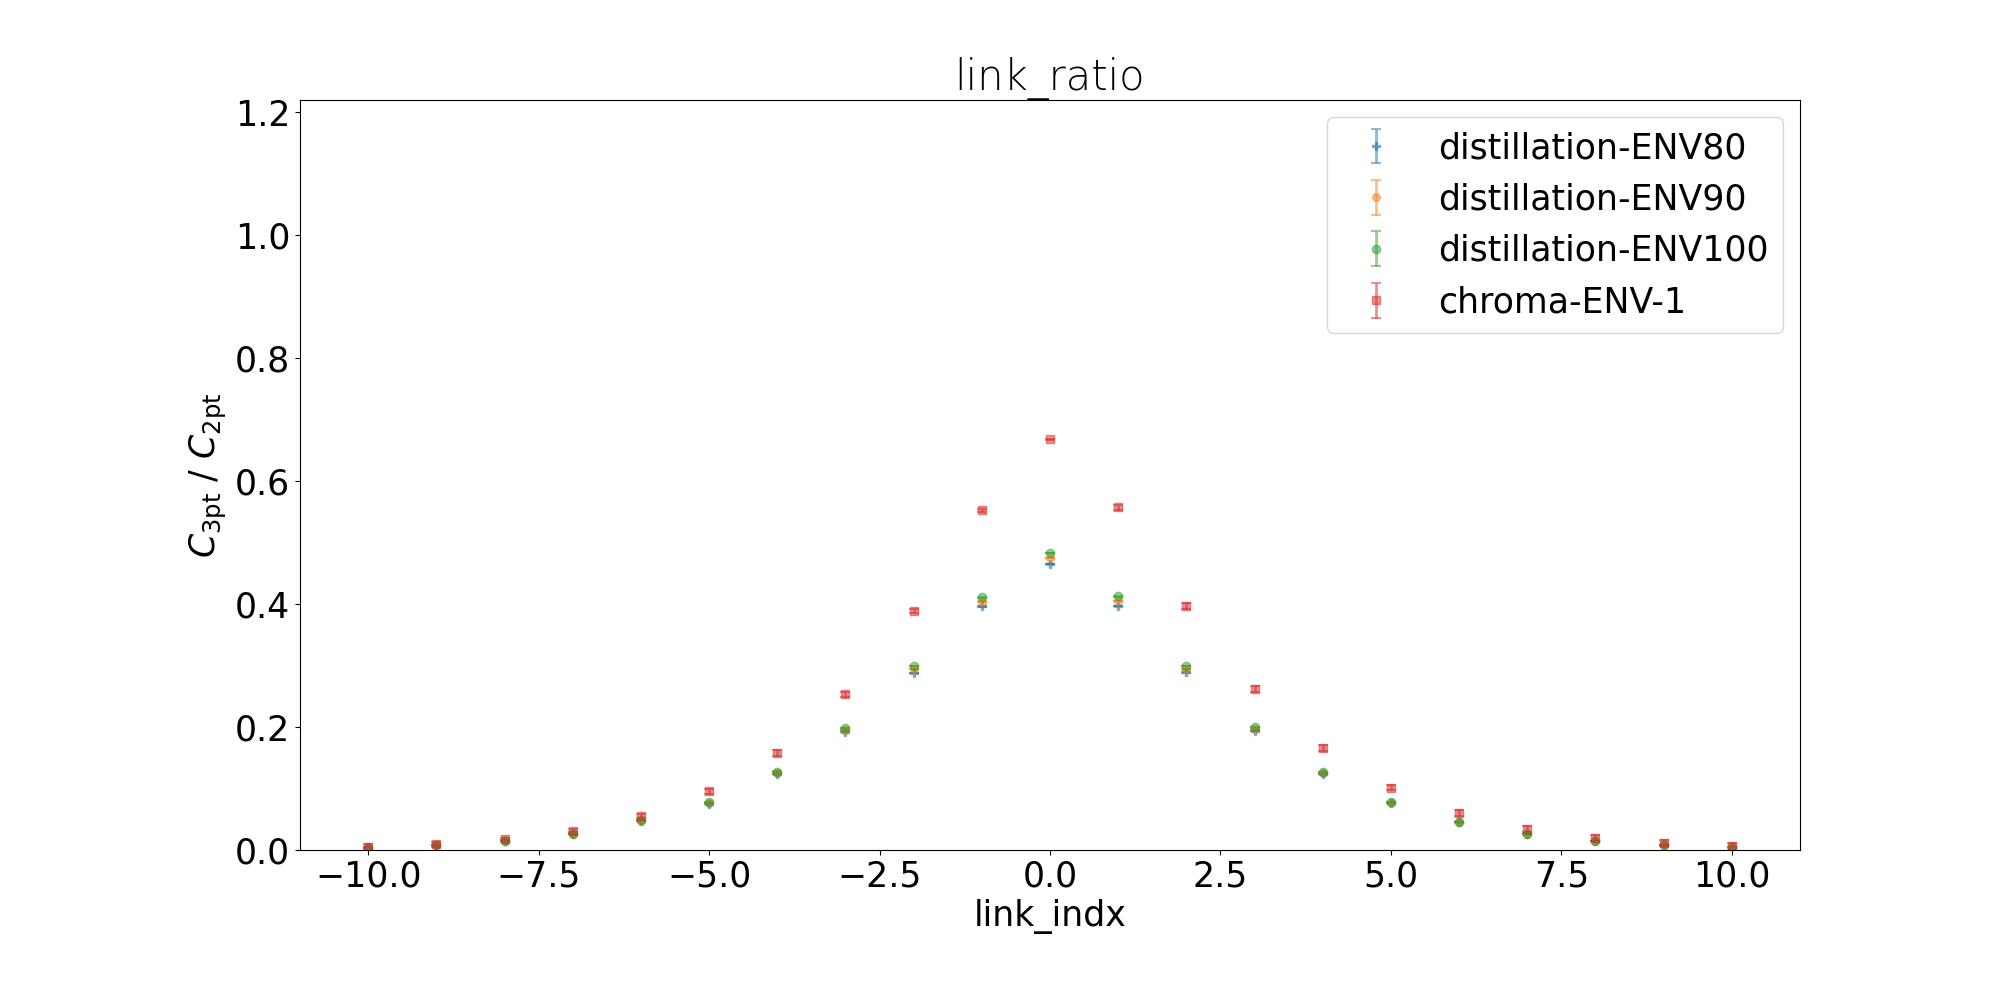 link_ratio
1.2
1.0
0.8
0.6
0.4
0.2
0.0
C3pt / C2pt
distillation-ENV80
distillation-ENV90
distillation-ENV100
chroma-ENV-1
−10.0 −7.5 −5.0 −2.5 0.0 2.5 5.0 7.5 10.0
link_indx